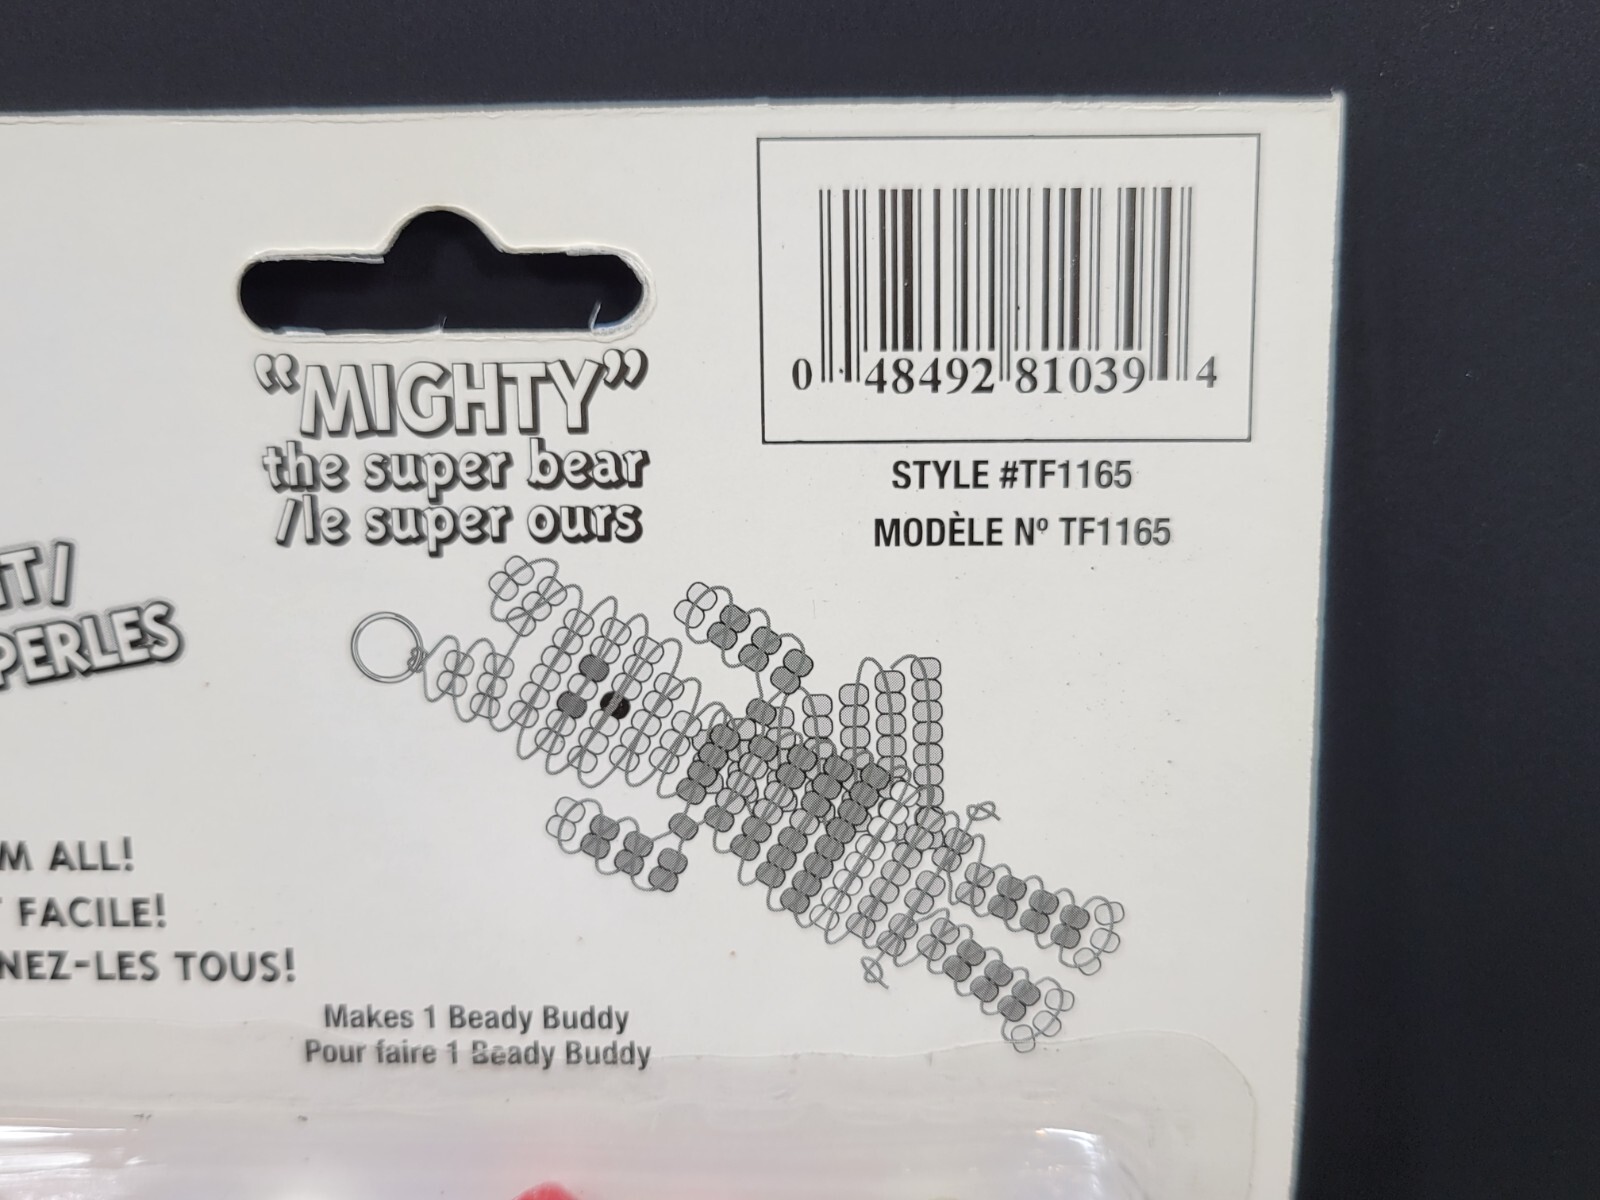 "MIGHTY"
the super bear
/le super ours
0 48492 81039 4
STYLE #TF1165
MODÈLE Nº TF1165
T/
PERLES
M ALL!
FACILE!
NEZ-LES TOUS!
Makes 1 Beady Buddy
Pour faire 1 Beady Buddy